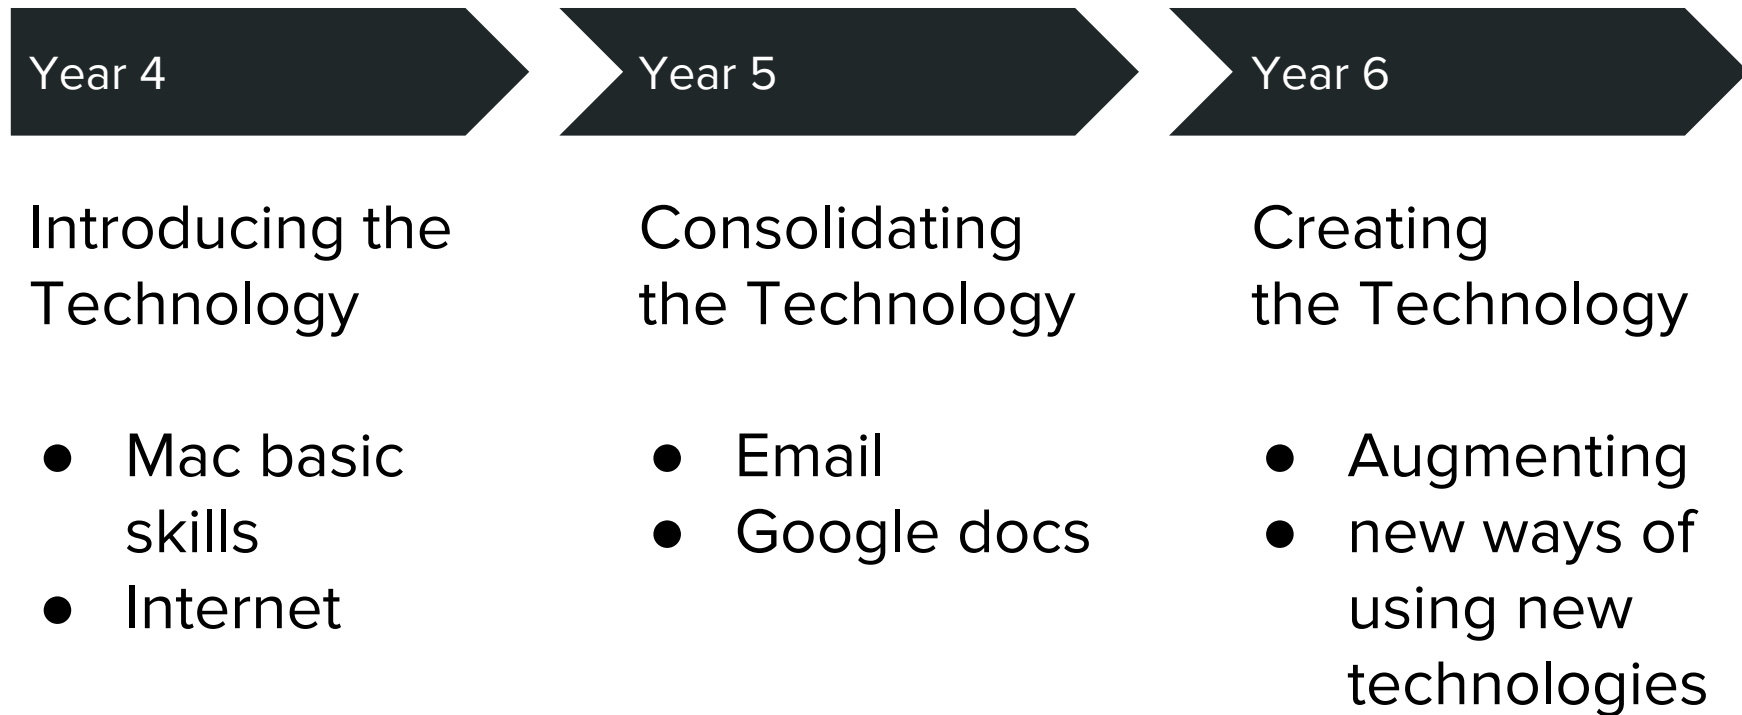 Year 4
Introducing the
Technology
● Mac basic
skills
● Internet
Year 5
Consolidating
the Technology
● Email
● Google docs
Year 6
Creating
the Technology
● Augmenting
● new ways of
using new
technologies